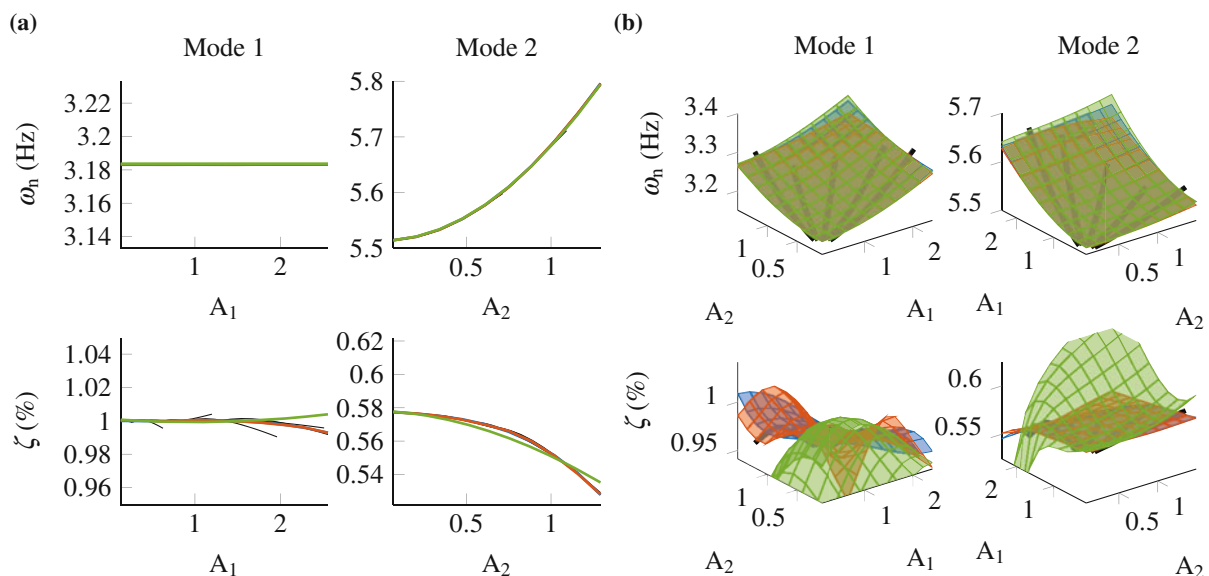 (a)
(b)
Mode 1
Mode 2
Mode 1
Mode 2
ωn (Hz)
3.22
3.2
3.18
3.16
3.14
1
2
A1
5.8
5.7
5.6
5.5
0.5
1
A2
ωn (Hz)
3.4
3.3
3.2
1
0.5
A2
1
2
A1
5.7
5.6
5.5
2
1
A1
0.5
1
A2
ζ (%)
1.04
1.02
1
0.98
0.96
1
2
A1
0.62
0.6
0.58
0.56
0.54
0.5
1
A2
ζ (%)
1
0.95
1
0.5
A2
1
2
A1
0.6
0.55
2
1
A1
0.5
1
A2